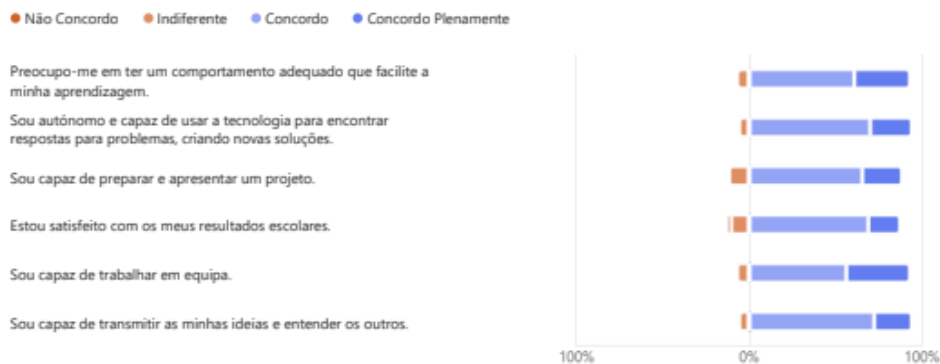 Não Concordo Indiferente Concordo Concordo Plenamente
Preocupo-me em ter um comportamento adequado que facilite a
minha aprendizagem.
Sou autónomo e capaz de usar a tecnologia para encontrar
respostas para problemas, criando novas soluções.
Sou capaz de preparar e apresentar um projeto.
Estou satisfeito com os meus resultados escolares.
Sou capaz de trabalhar em equipa.
Sou capaz de transmitir as minhas ideias e entender os outros.
100% 0% 100%